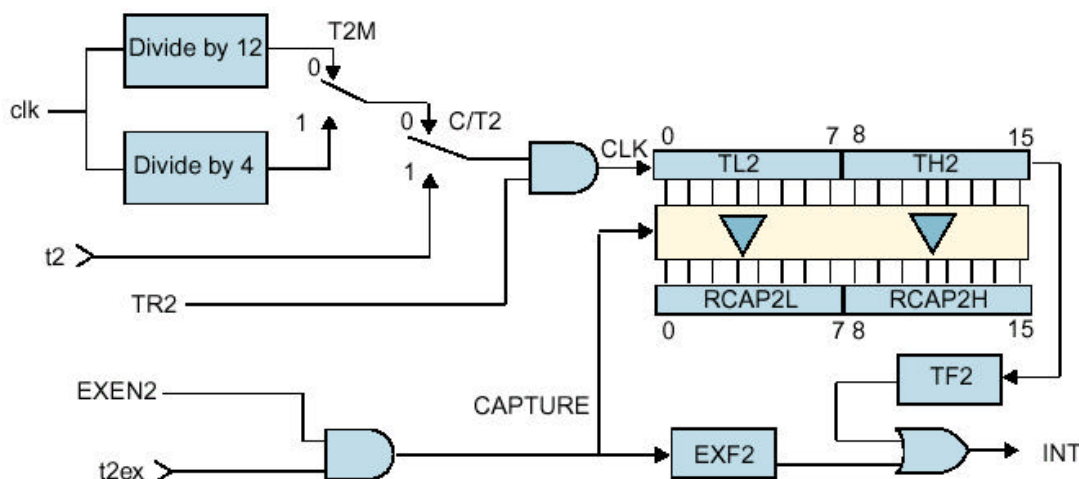 T2M
Divide by 12
0
clk
1
0
C/T2
Divide by 4
1
CLK
0
7
8
15
TL2
TH2
t2
TR2
RCAP2L
RCAP2H
0
7
8
15
EXEN2
CAPTURE
TF2
t2ex
EXF2
INT